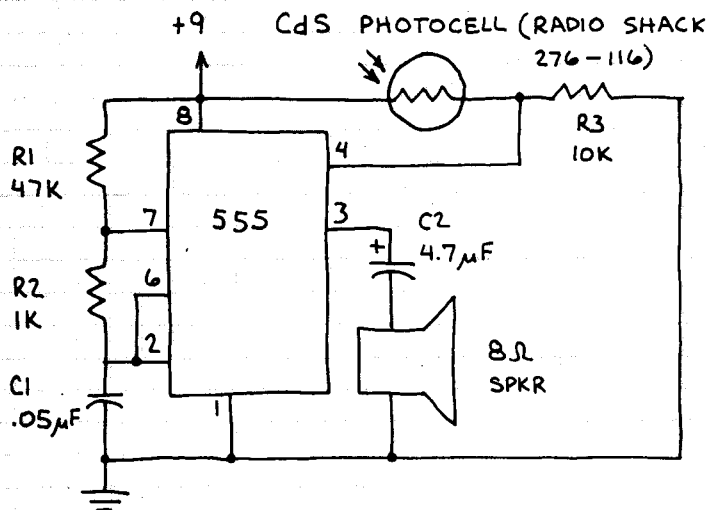 +9
CdS PHOTOCELL (RADIO SHACK
276-116)
8
R1
47K
4
R3
10K
7
555
3
C2
+
4.7µF
6
R2
1K
2
8Ω
SPKR
C1
.05µF
1